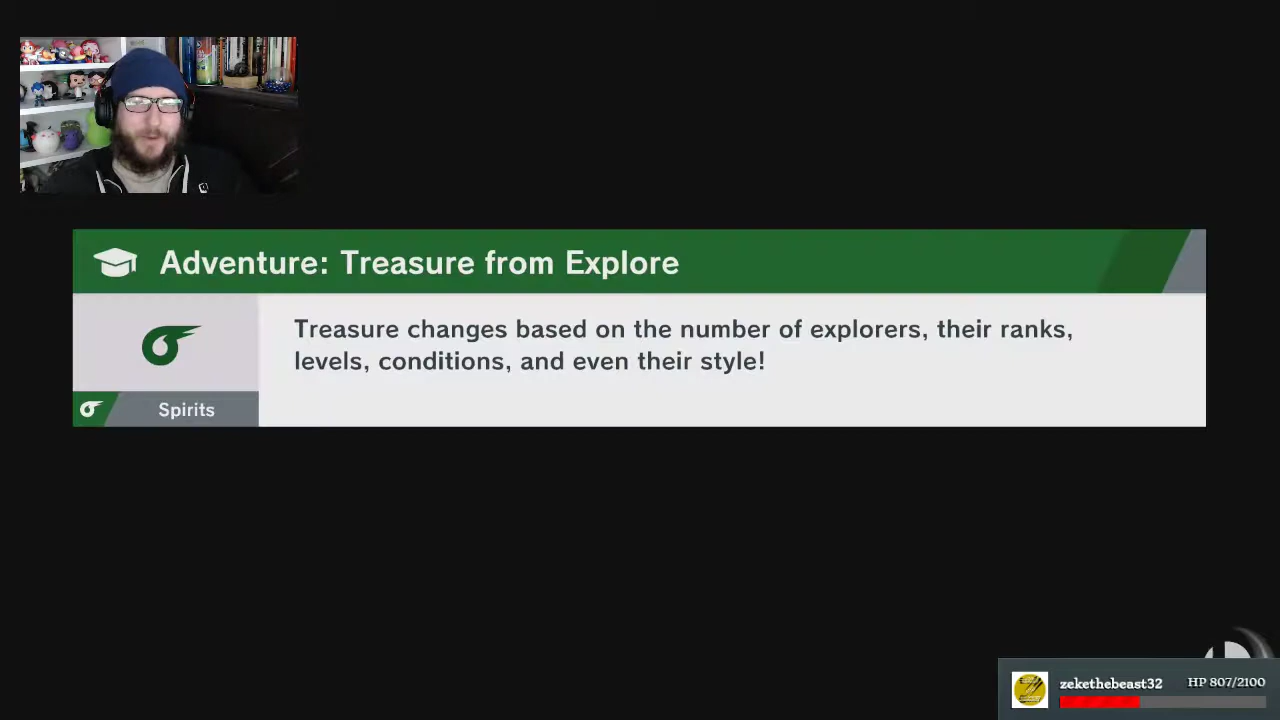 Adventure: Treasure from Explore
Treasure changes based on the number of explorers, their ranks,
levels, conditions, and even their style!
Spirits
zekethebeast32 HP 807/2100